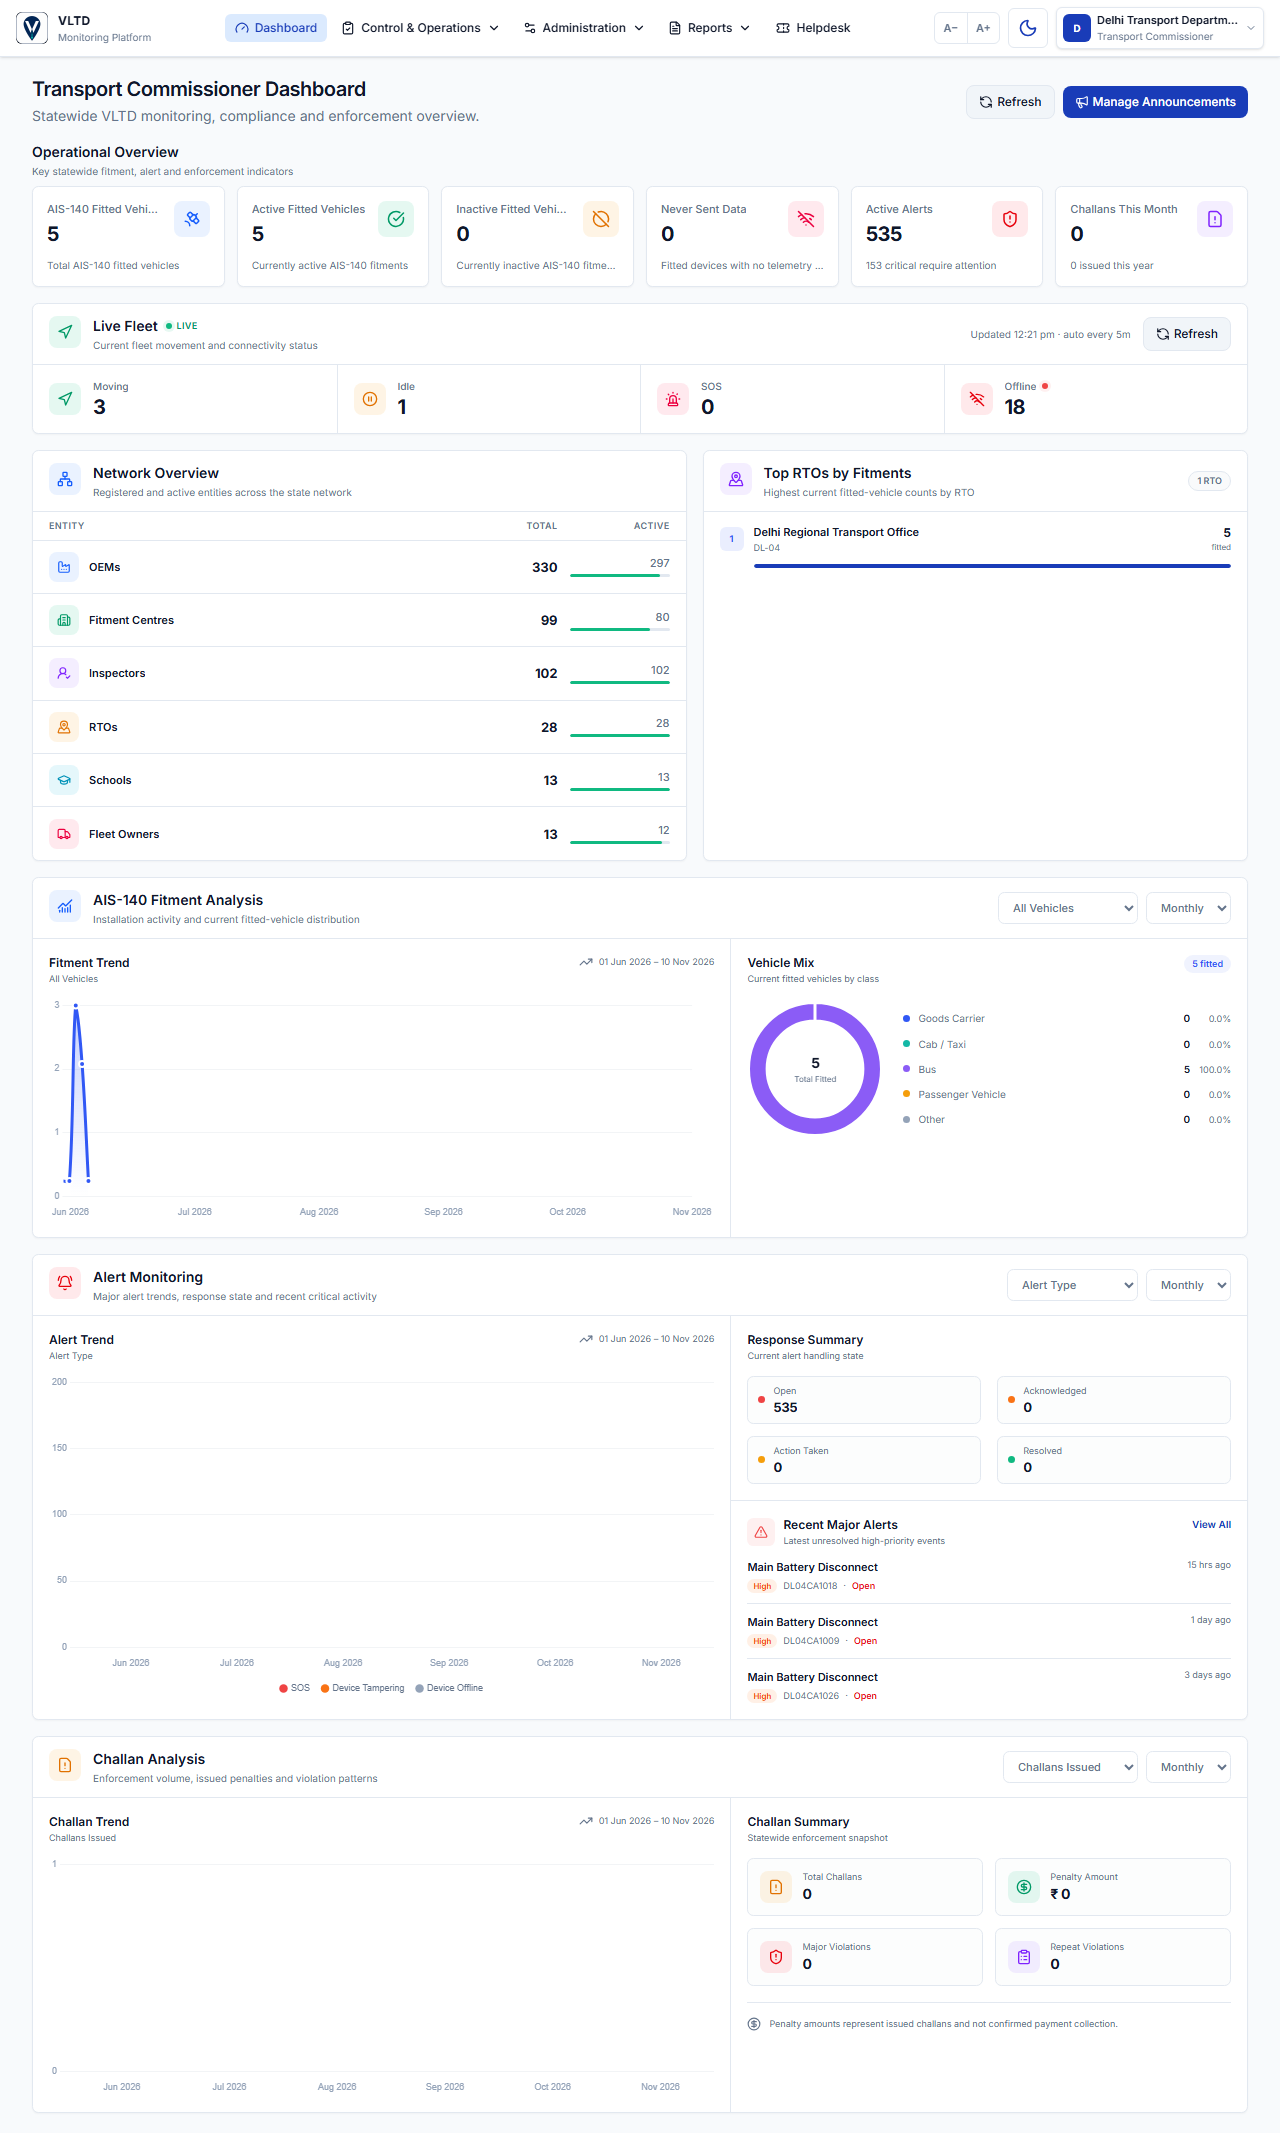 VLTD
Monitoring Platform
Dashboard
Control & Operations
Administration
Reports
Helpdesk
A−
A+
D
Delhi Transport Departm...
Transport Commissioner
Transport Commissioner Dashboard
Statewide VLTD monitoring, compliance and enforcement overview.
Refresh
Manage Announcements
Operational Overview
Key statewide fitment, alert and enforcement indicators
AIS-140 Fitted Vehi...
5
Total AIS-140 fitted vehicles
Active Fitted Vehicles
5
Currently active AIS-140 fitments
Inactive Fitted Vehi...
0
Currently inactive AIS-140 fitme...
Never Sent Data
0
Fitted devices with no telemetry ...
Active Alerts
535
153 critical require attention
Challans This Month
0
0 issued this year
Live Fleet
LIVE
Current fleet movement and connectivity status
Updated 12:21 pm · auto every 5m
Refresh
Moving
3
Idle
1
SOS
0
Offline
18
Network Overview
Registered and active entities across the state network
ENTITY TOTAL ACTIVE
OEMs 330 297
Fitment Centres 99 80
Inspectors 102 102
RTOs 28 28
Schools 13 13
Fleet Owners 13 12
Top RTOs by Fitments
Highest current fitted-vehicle counts by RTO
1 RTO
1
Delhi Regional Transport Office
DL-04
5
fitted
AIS-140 Fitment Analysis
Installation activity and current fitted-vehicle distribution
All Vehicles
Monthly
Fitment Trend
All Vehicles
01 Jun 2026 – 10 Nov 2026
3
2
1
0
Jun 2026 Jul 2026 Aug 2026 Sep 2026 Oct 2026 Nov 2026
Vehicle Mix
Current fitted vehicles by class
5 fitted
5
Total Fitted
Goods Carrier 0 0.0%
Cab / Taxi 0 0.0%
Bus 5 100.0%
Passenger Vehicle 0 0.0%
Other 0 0.0%
Alert Monitoring
Major alert trends, response state and recent critical activity
Alert Type
Monthly
Alert Trend
Alert Type
01 Jun 2026 – 10 Nov 2026
200
150
100
50
0
Jun 2026 Jul 2026 Aug 2026 Sep 2026 Oct 2026 Nov 2026
SOS Device Tampering Device Offline
Response Summary
Current alert handling state
Open
535
Acknowledged
0
Action Taken
0
Resolved
0
Recent Major Alerts
Latest unresolved high-priority events
View All
Main Battery Disconnect 15 hrs ago
High DL04CA1018 · Open
Main Battery Disconnect 1 day ago
High DL04CA1009 · Open
Main Battery Disconnect 3 days ago
High DL04CA1026 · Open
Challan Analysis
Enforcement volume, issued penalties and violation patterns
Challans Issued
Monthly
Challan Trend
Challans Issued
01 Jun 2026 – 10 Nov 2026
1
0
Jun 2026 Jul 2026 Aug 2026 Sep 2026 Oct 2026 Nov 2026
Challan Summary
Statewide enforcement snapshot
Total Challans
0
Penalty Amount
₹ 0
Major Violations
0
Repeat Violations
0
Penalty amounts represent issued challans and not confirmed payment collection.